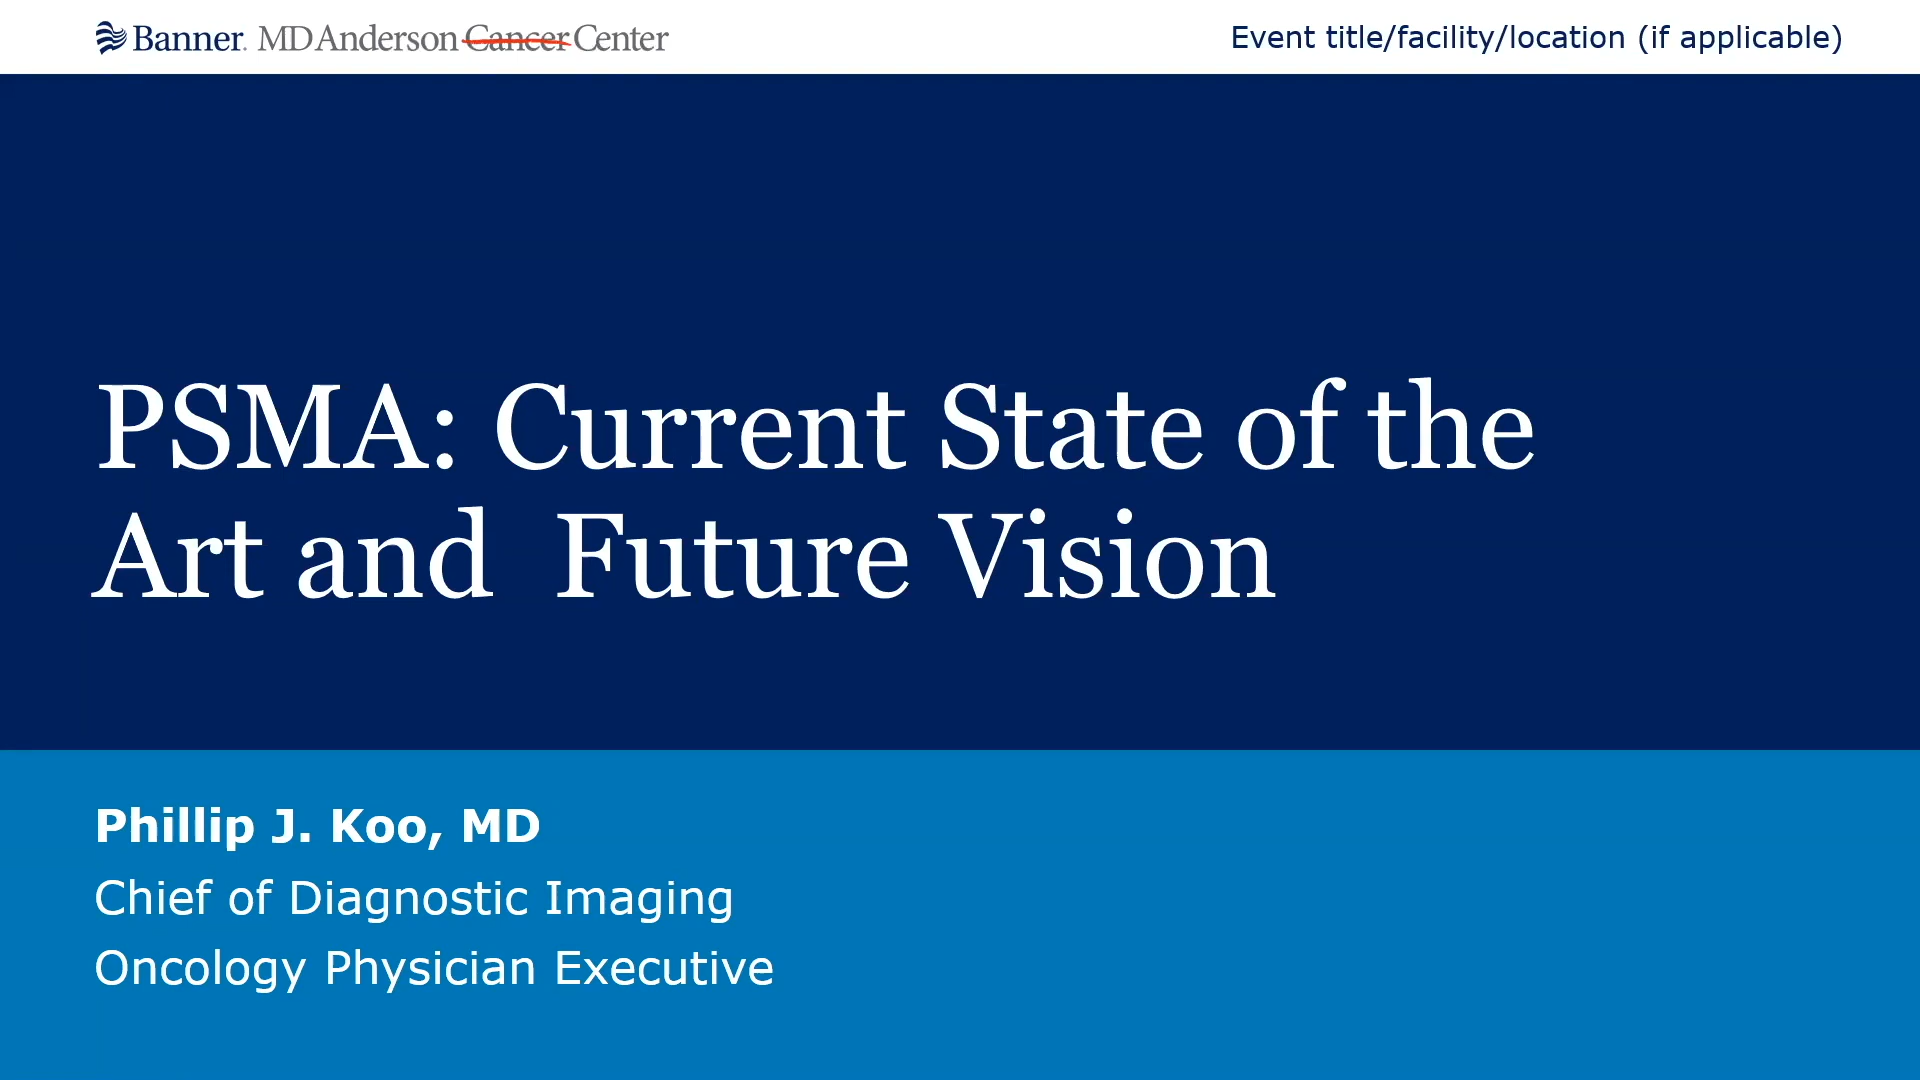 Banner. MD Anderson Cancer Center
Event title/facility/location (if applicable)
PSMA: Current State of the
Art and  Future Vision
Phillip J. Koo, MD
Chief of Diagnostic Imaging
Oncology Physician Executive